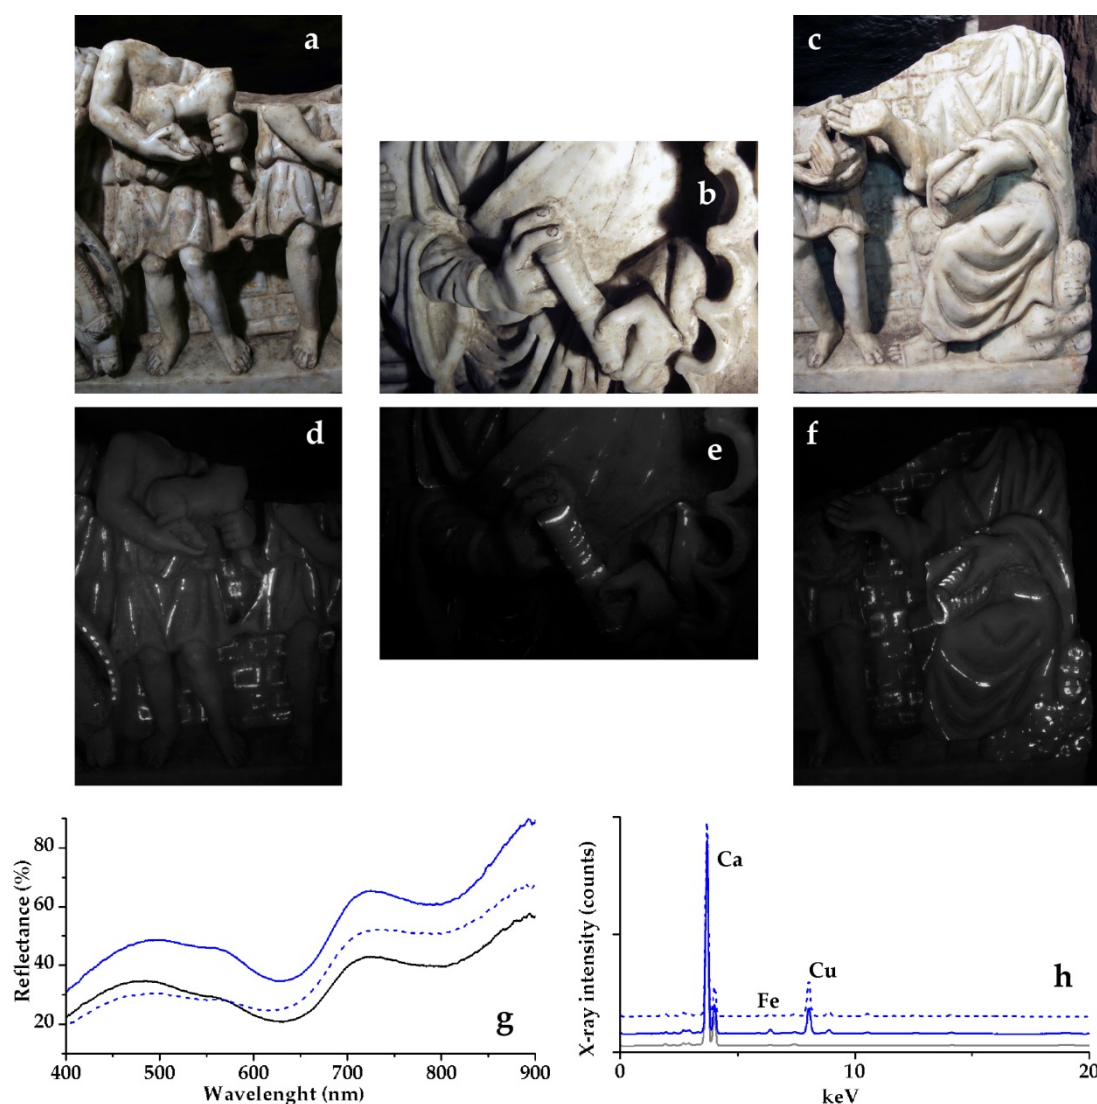 a
b
c
d
e
f
80
60
40
20
400
500
600
700
800
900
Reflectance (%)
Wavelenght (nm)
g
X-ray intensity (counts)
Ca
Fe
Cu
h
0
10
20
keV